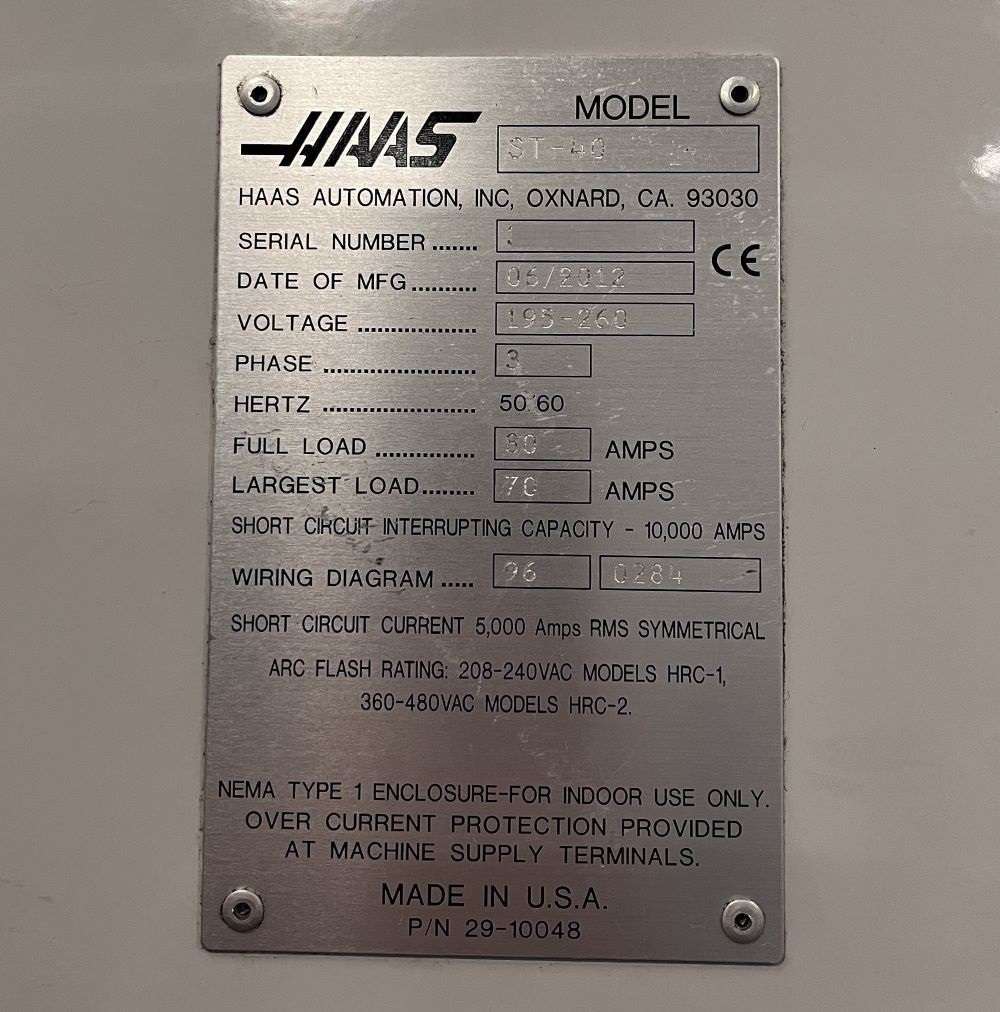 HAAS
MODEL
ST-40
HAAS AUTOMATION, INC, OXNARD, CA. 93030
SERIAL NUMBER .......
DATE OF MFG.......... 06/2012
VOLTAGE .................. 195-260
PHASE ....................... 3
HERTZ ....................... 50/60
FULL LOAD ............... 80 AMPS
LARGEST LOAD........ 70 AMPS
SHORT CIRCUIT INTERRUPTING CAPACITY - 10,000 AMPS
WIRING DIAGRAM ..... 96 0284
SHORT CIRCUIT CURRENT 5,000 Amps RMS SYMMETRICAL
ARC FLASH RATING: 208-240VAC MODELS HRC-1,
360-480VAC MODELS HRC-2.
NEMA TYPE 1 ENCLOSURE-FOR INDOOR USE ONLY.
OVER CURRENT PROTECTION PROVIDED
AT MACHINE SUPPLY TERMINALS.
MADE IN U.S.A.
P/N 29-10048
CE